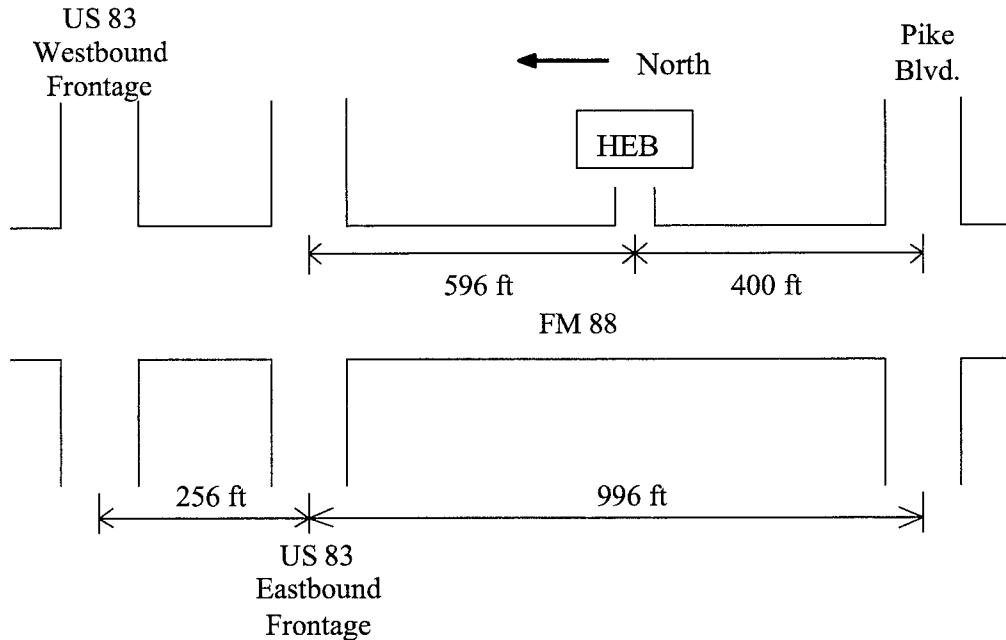 US 83
Westbound
Frontage
North
Pike
Blvd.
HEB
596 ft
400 ft
FM 88
256 ft
996 ft
US 83
Eastbound
Frontage